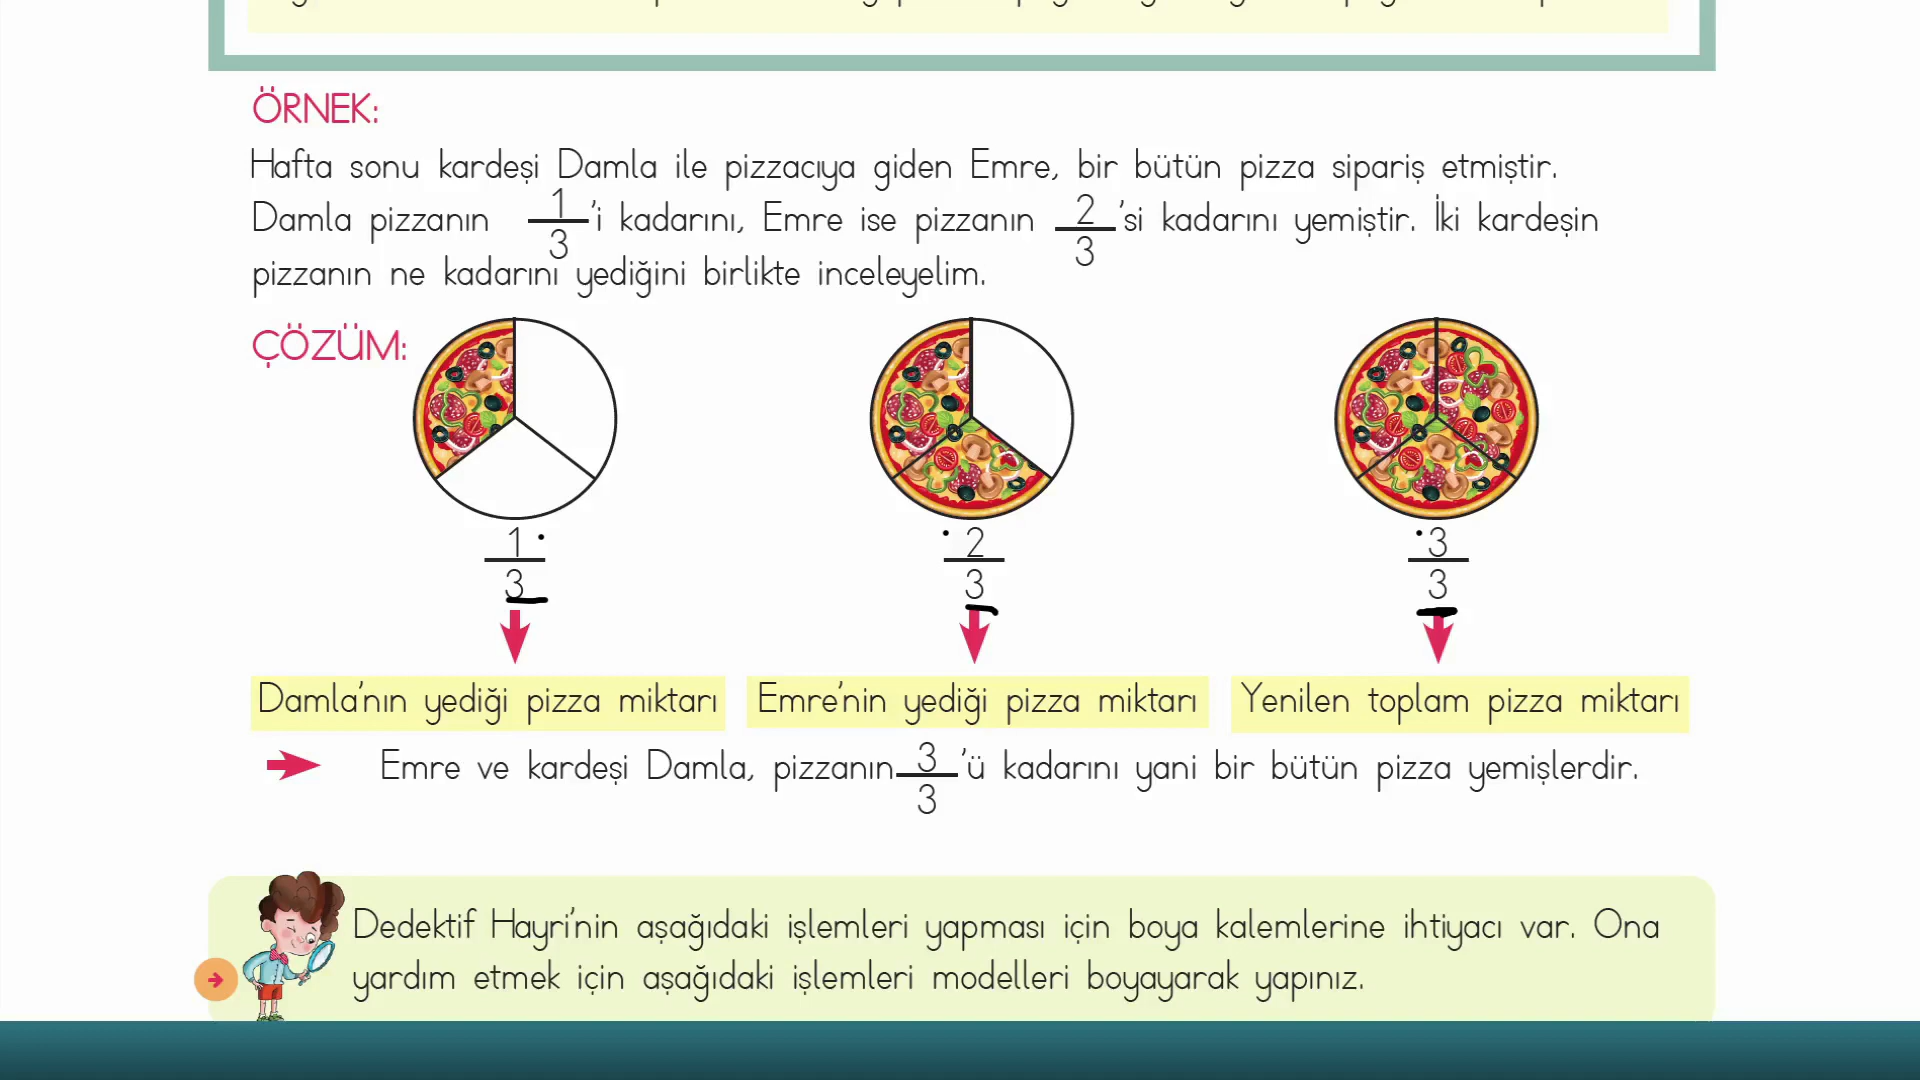 ÖRNEK:
Hafta sonu kardeşi Damla ile pizzacıya giden Emre, bir bütün pizza sipariş etmiştir.
Damla pizzanın 1/3 'i kadarını, Emre ise pizzanın 2/3 'si kadarını yemiştir. İki kardeşin
pizzanın ne kadarını yediğini birlikte inceleyelim.
ÇÖZÜM:
1/3 2/3 3/3
Damla'nın yediği pizza miktarı Emre'nin yediği pizza miktarı Yenilen toplam pizza miktarı
Emre ve kardeşi Damla, pizzanın 3/3 'ü kadarını yani bir bütün pizza yemişlerdir.
Dedektif Hayri'nin aşağıdaki işlemleri yapması için boya kalemlerine ihtiyacı var. Ona
yardım etmek için aşağıdaki işlemleri modelleri boyayarak yapınız.